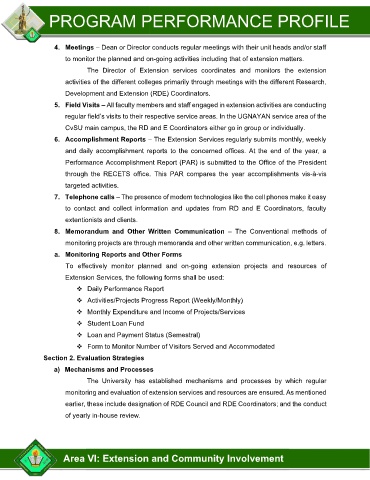 PROGRAM PERFORMANCE PROFILE
4. Meetings – Dean or Director conducts regular meetings with their unit heads and/or staff
to monitor the planned and on-going activities including that of extension matters.
The Director of Extension services coordinates and monitors the extension
activities of the different colleges primarily through meetings with the different Research,
Development and Extension (RDE) Coordinators.
5. Field Visits – All faculty members and staff engaged in extension activities are conducting
regular field's visits to their respective service areas. In the UGNAYAN service area of the
CvSU main campus, the RD and E Coordinators either go in group or individually.
6. Accomplishment Reports – The Extension Services regularly submits monthly, weekly
and daily accomplishment reports to the concerned offices. At the end of the year, a
Performance Accomplishment Report (PAR) is submitted to the Office of the President
through the RECETS office. This PAR compares the year accomplishments vis-à-vis
targeted activities.
7. Telephone calls – The presence of modern technologies like the cell phones make it easy
to contact and collect information and updates from RD and E Coordinators, faculty
extentionists and clients.
8. Memorandum and Other Written Communication – The Conventional methods of
monitoring projects are through memoranda and other written communication, e.g. letters.
a. Monitoring Reports and Other Forms
To effectively monitor planned and on-going extension projects and resources of
Extension Services, the following forms shall be used:
❖ Daily Performance Report
❖ Activities/Projects Progress Report (Weekly/Monthly)
❖ Monthly Expenditure and Income of Projects/Services
❖ Student Loan Fund
❖ Loan and Payment Status (Semestral)
❖ Form to Monitor Number of Visitors Served and Accommodated
Section 2. Evaluation Strategies
a) Mechanisms and Processes
The University has established mechanisms and processes by which regular
monitoring and evaluation of extension services and resources are ensured. As mentioned
earlier, these include designation of RDE Council and RDE Coordinators; and the conduct
of yearly in-house review.
Area VI: Extension and Community Involvement